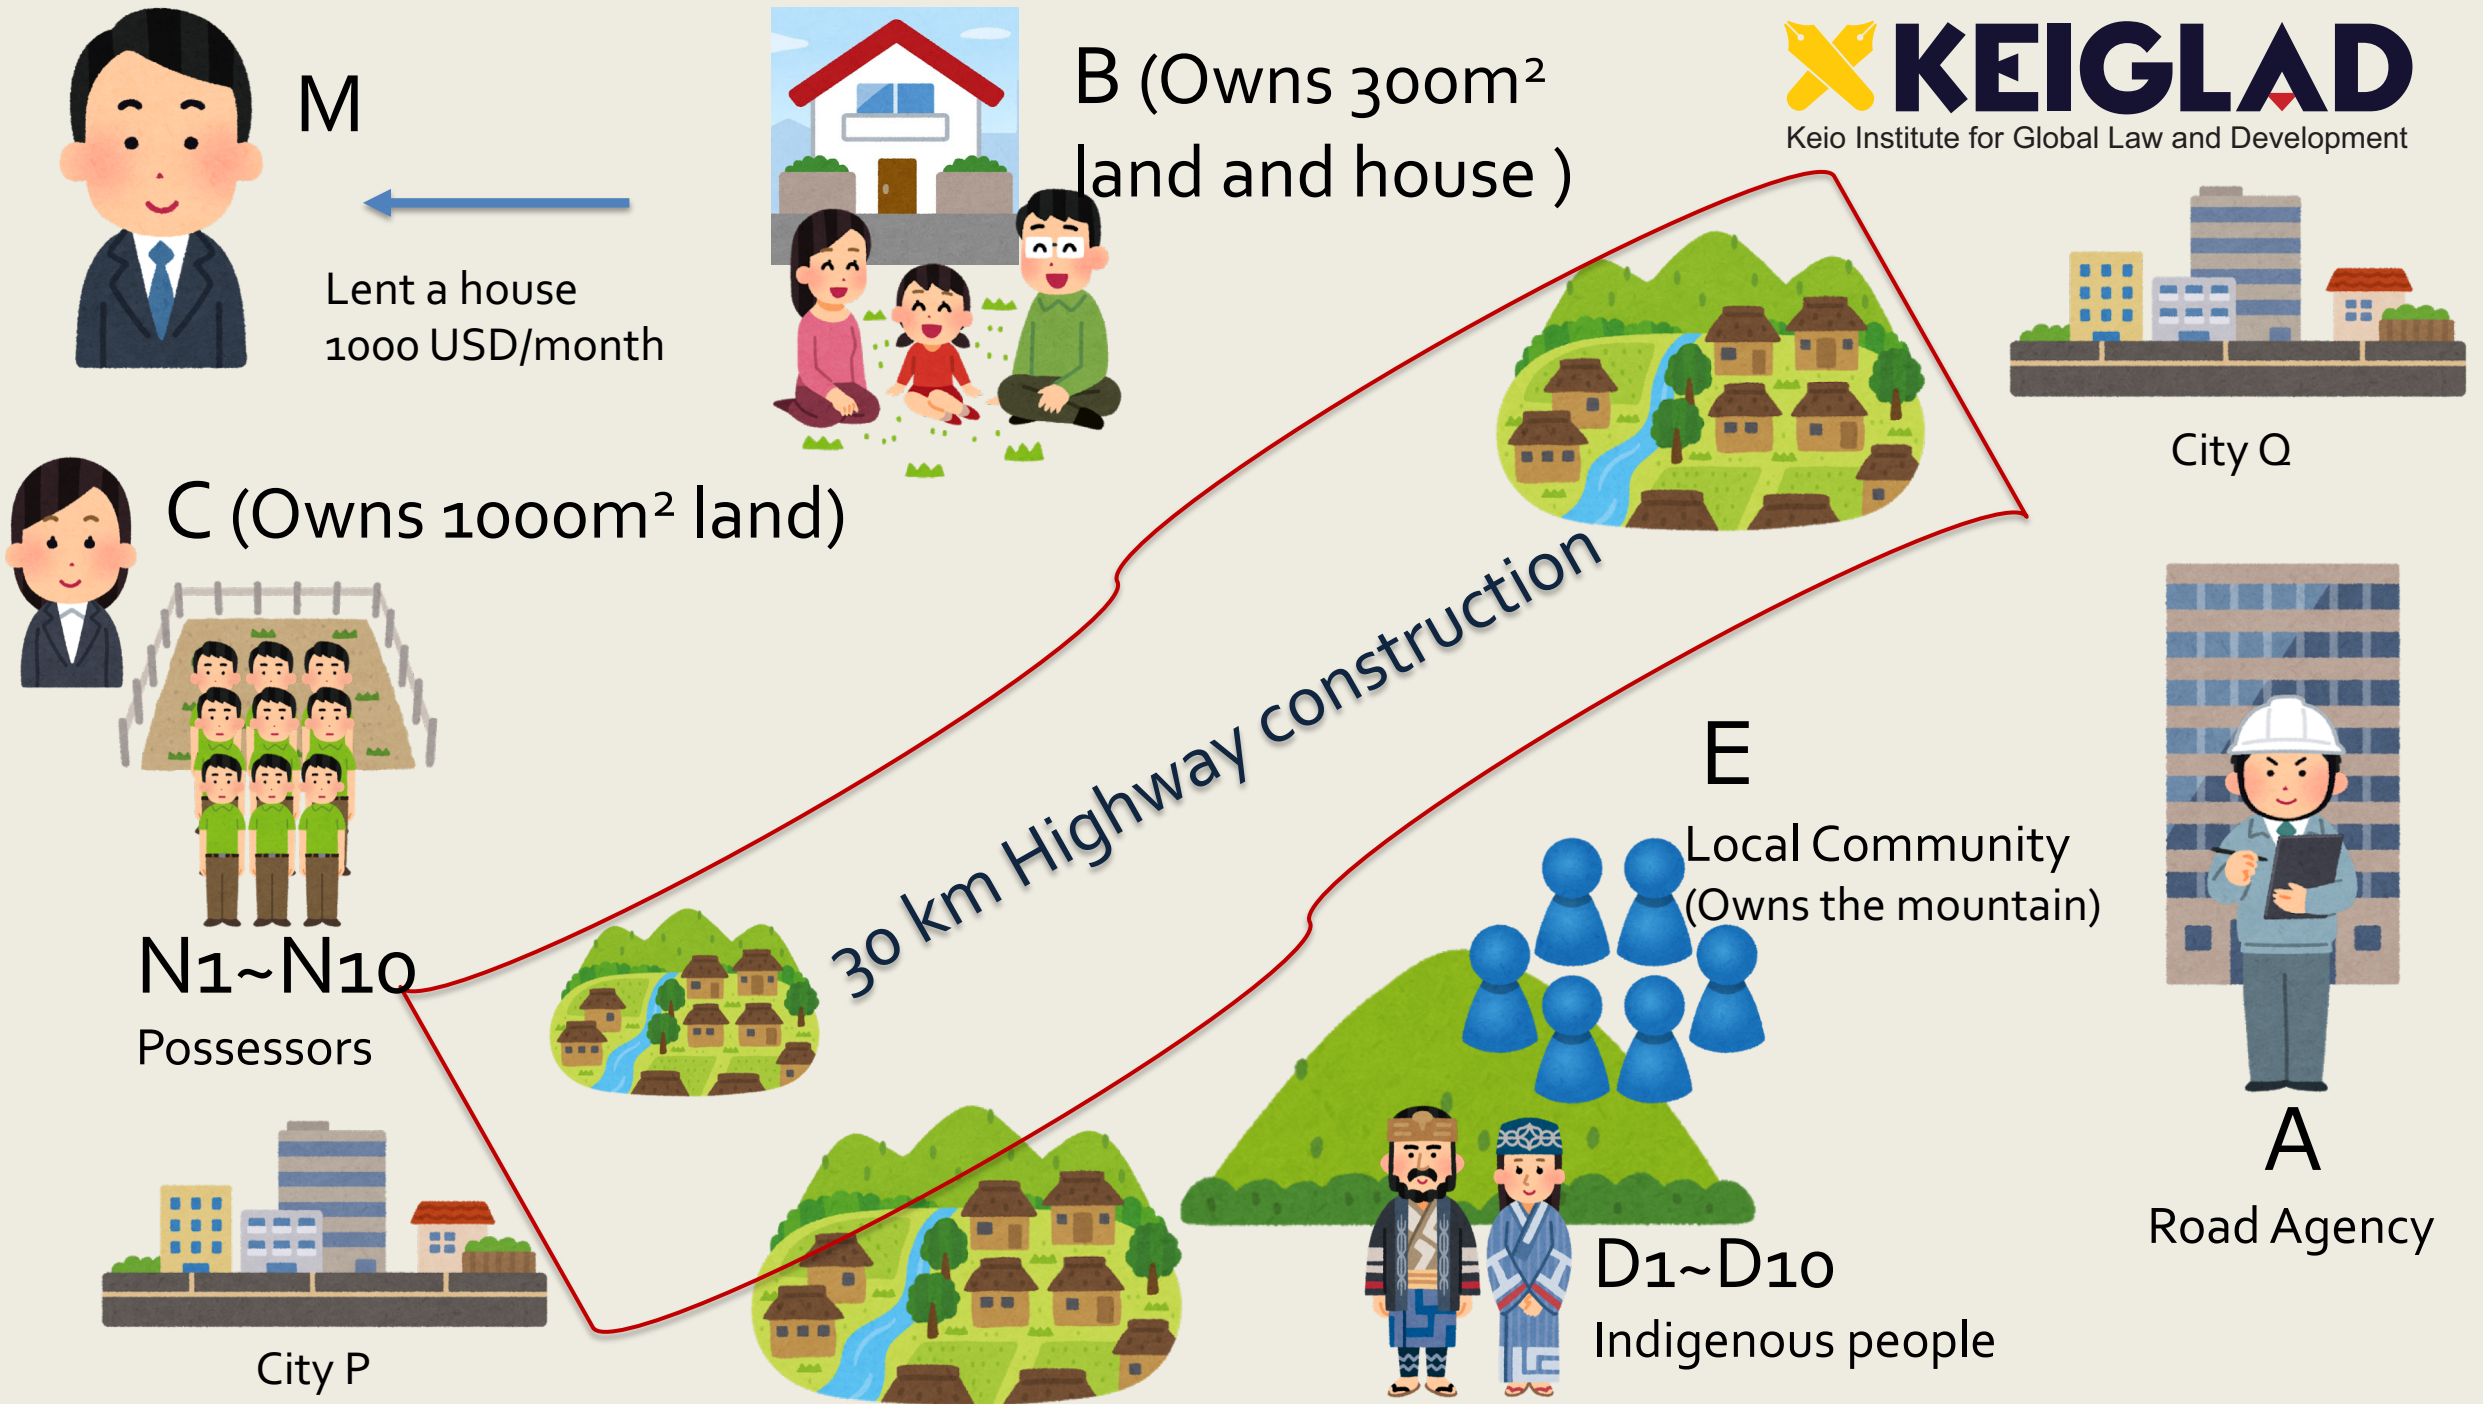 M
B (Owns 300m²
land and house )
KEIGLAD
Keio Institute for Global Law and Development
Lent a house
1000 USD/month
City Q
C (Owns 1000m² land)
30 km Highway construction
E
Local Community
(Owns the mountain)
N1~N10
Possessors
A
Road Agency
D1~D10
Indigenous people
City P